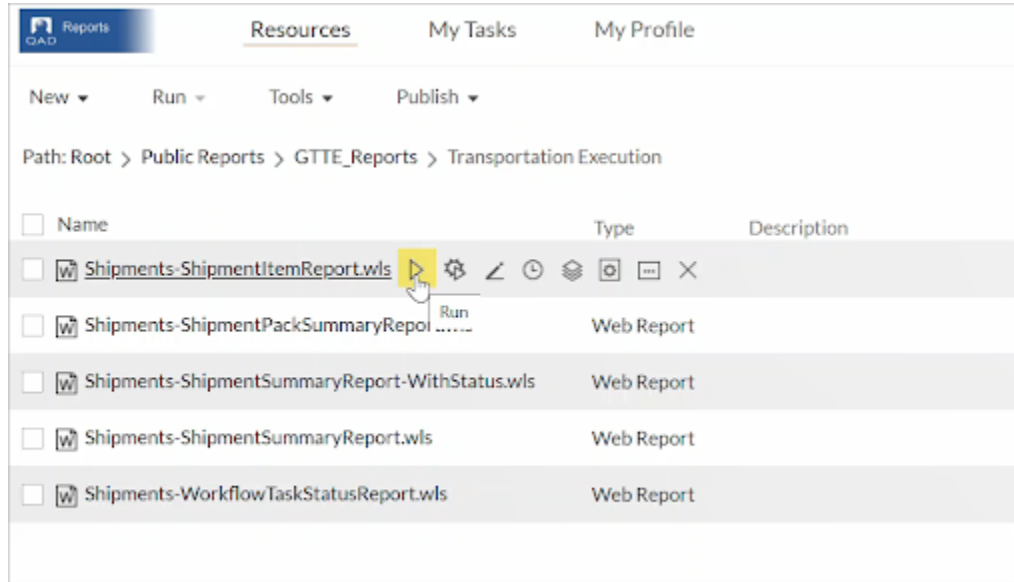 Reports
QAD
Resources My Tasks My Profile
New Run Tools Publish
Path: Root > Public Reports > GTTE_Reports > Transportation Execution
Name Type Description
Shipments-ShipmentItemReport.wls
Run
Shipments-ShipmentPackSummaryRepo Web Report
Shipments-ShipmentSummaryReport-WithStatus.wls Web Report
Shipments-ShipmentSummaryReport.wls Web Report
Shipments-WorkflowTaskStatusReport.wls Web Report